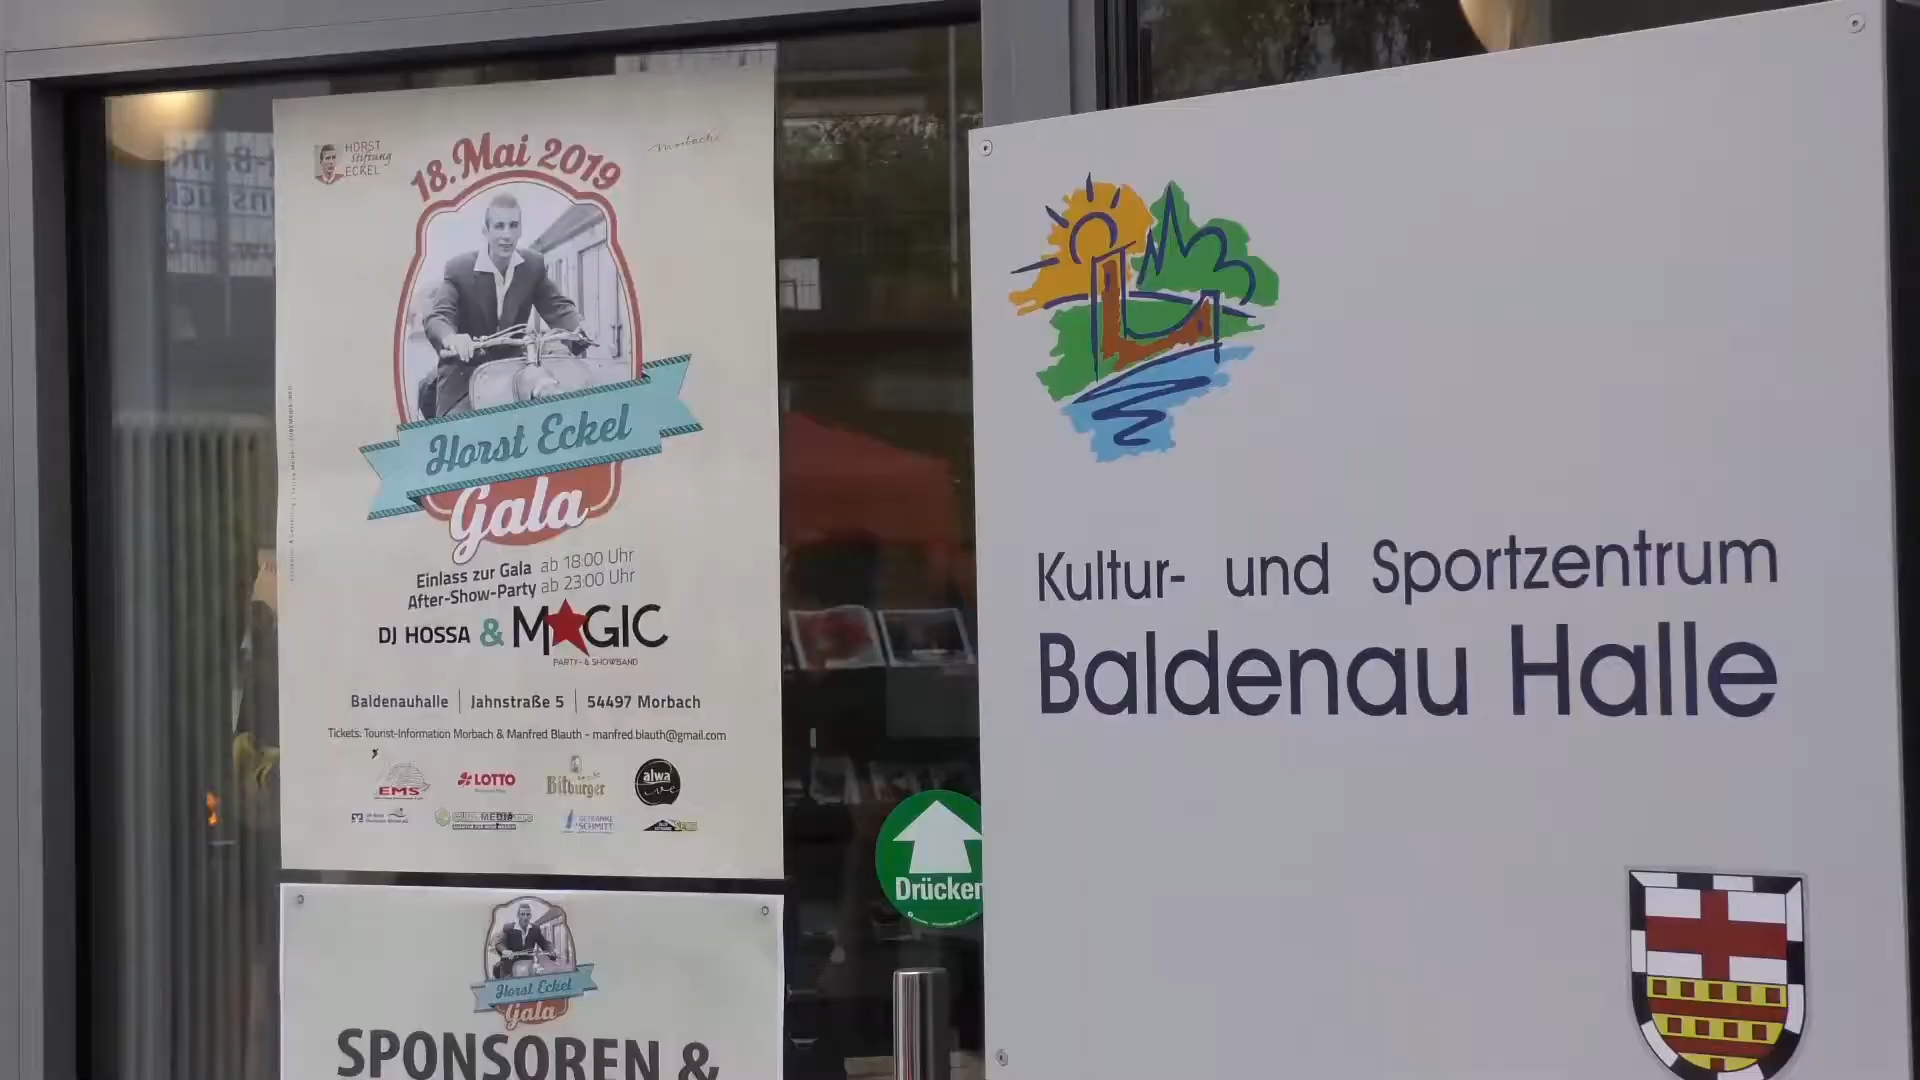 HORST
stiftung
ECKEL
Morbach
18. Mai 2019
Horst Eckel
Gala
Einlass zur Gala ab 18:00 Uhr
After-Show-Party ab 23:00 Uhr
DJ HOSSA & MAGIC
PARTY- & SHOWBAND
Baldenauhalle | Jahnstraße 5 | 54497 Morbach
Tickets: Tourist-Information Morbach & Manfred Blauth - manfred.blauth@gmail.com
EMS
LOTTO
Bitburger
alwa
MEDIA
GETRÄNKE
SCHMITT
Drücken
Horst Eckel
Gala
SPONSOREN &
Kultur- und Sportzentrum
Baldenau Halle